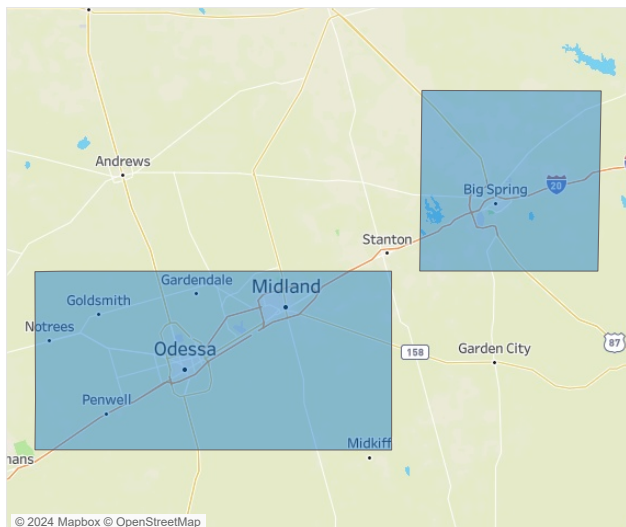 Andrews
Big Spring
20
Stanton
Gardendale
Midland
Goldsmith
Notrees
Odessa
158
Garden City
87
Penwell
Midkiff
hans
© 2024 Mapbox © OpenStreetMap